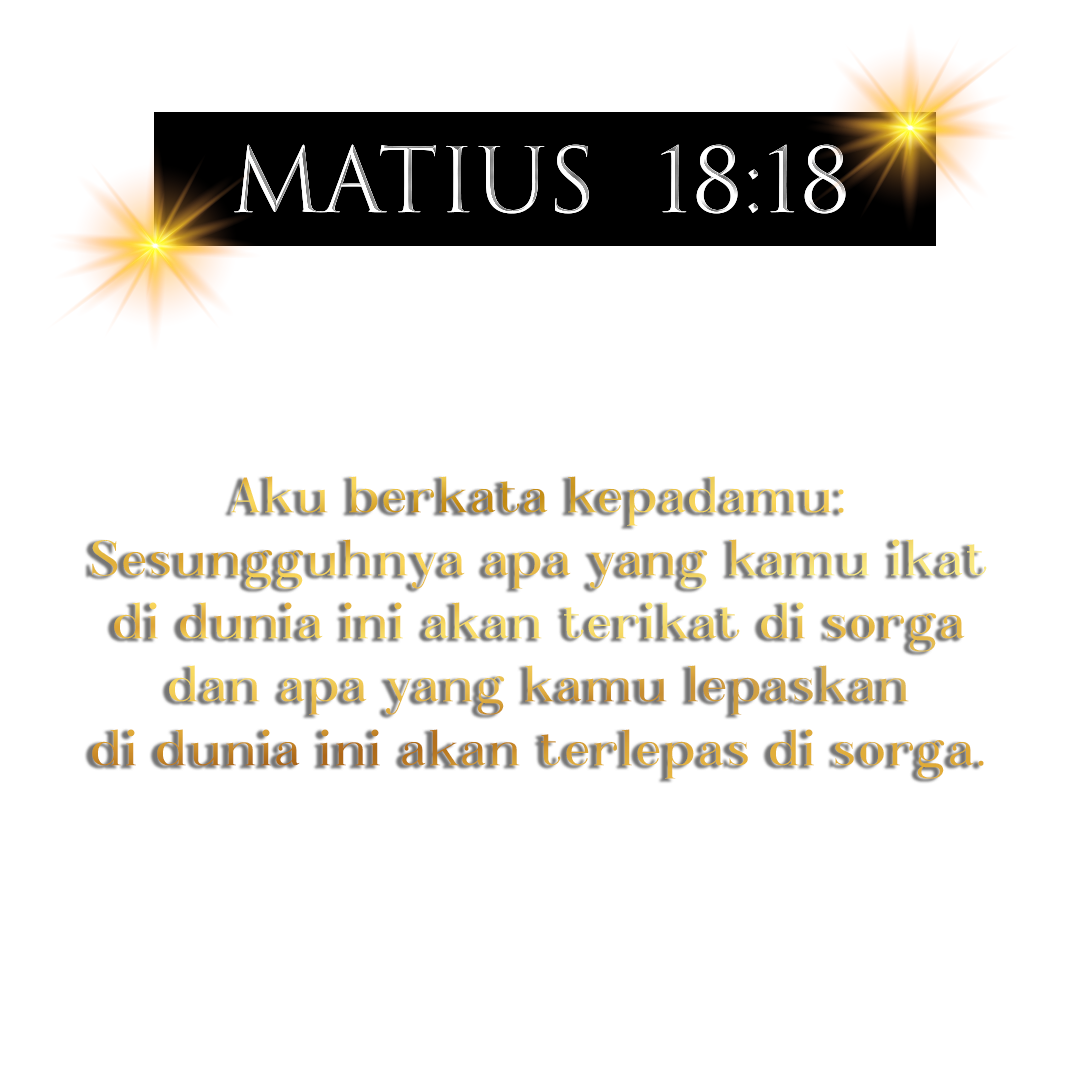 MATIUS 18:18
Aku berkata kepadamu:
Sesungguhnya apa yang kamu ikat
di dunia ini akan terikat di sorga
dan apa yang kamu lepaskan
di dunia ini akan terlepas di sorga.